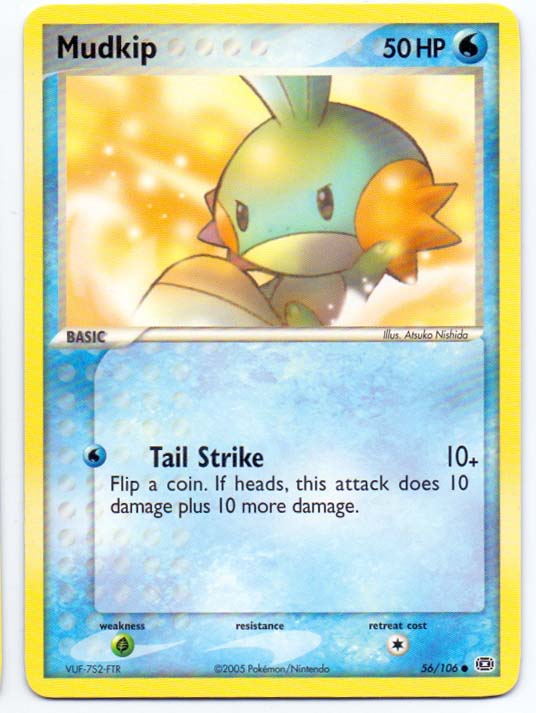 Mudkip 50 HP
BASIC
Illus. Atsuko Nishida
Tail Strike 10+
Flip a coin. If heads, this attack does 10
damage plus 10 more damage.
weakness resistance retreat cost
VUF-7S2-FTR ©2005 Pokémon/Nintendo 56/106